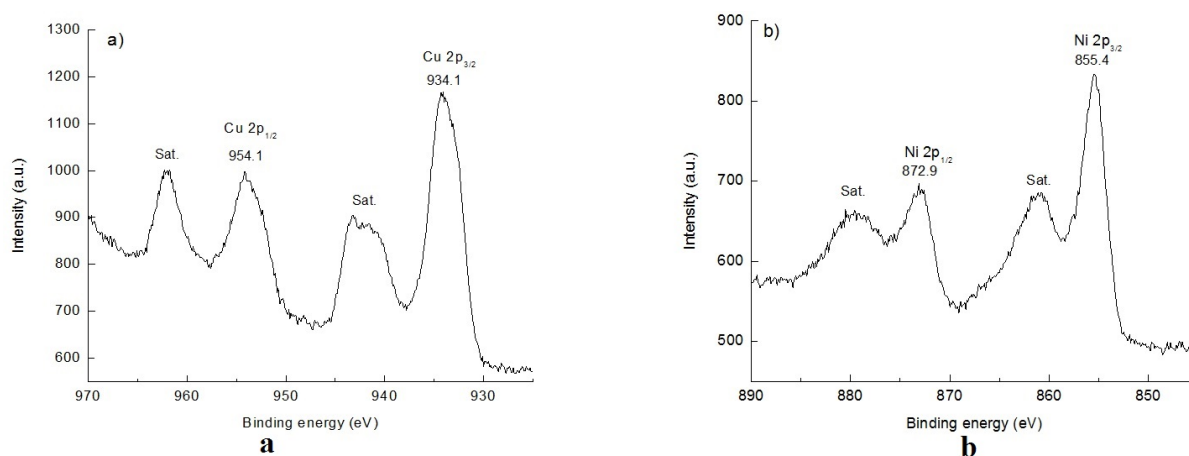 a)
1300
1200
1100
1000
900
800
700
600
Intensity (a.u.)
Sat.
Cu 2p1/2
954.1
Sat.
Cu 2p3/2
934.1
970 960 950 940 930
Binding energy (eV)
a
b)
900
800
700
600
500
Intensity (a.u.)
Sat.
Ni 2p1/2
872.9
Sat.
Ni 2p3/2
855.4
890 880 870 860 850
Binding energy (eV)
b